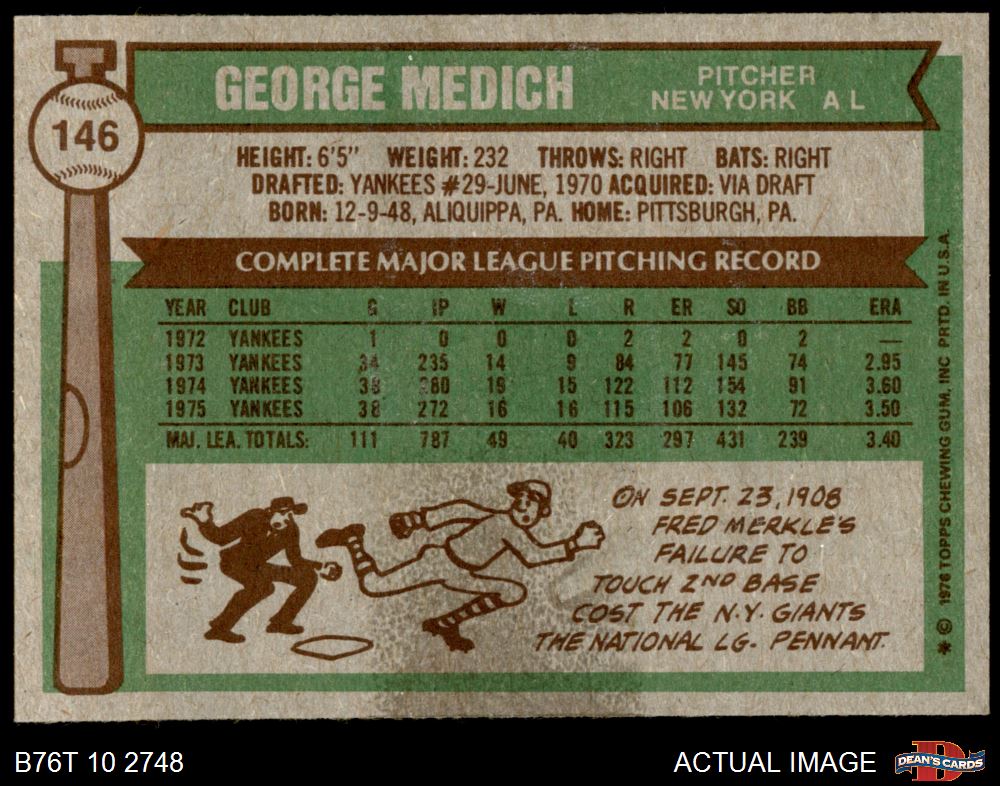 146
GEORGE MEDICH
PITCHER
NEW YORK A L
HEIGHT: 6'5" WEIGHT: 232 THROWS: RIGHT BATS: RIGHT
DRAFTED: YANKEES #29-JUNE, 1970 ACQUIRED: VIA DRAFT
BORN: 12-9-48, ALIQUIPPA, PA. HOME: PITTSBURGH, PA.
COMPLETE MAJOR LEAGUE PITCHING RECORD
YEAR CLUB G IP W L R ER SO BB ERA
1972 YANKEES 1 0 0 0 2 2 0 2 —
1973 YANKEES 34 235 14 9 84 77 145 74 2.95
1974 YANKEES 38 280 19 15 122 112 154 91 3.60
1975 YANKEES 38 272 16 16 115 106 132 72 3.50
MAJ. LEA. TOTALS: 111 787 49 40 323 297 431 239 3.40
ON SEPT. 23, 1908
FRED MERKLE'S
FAILURE TO
TOUCH 2ND BASE
COST THE N.Y. GIANTS
THE NATIONAL LG. PENNANT.
* © 1976 TOPPS CHEWING GUM, INC PRTD. IN U.S.A.
B76T 10 2748
ACTUAL IMAGE
D
DEAN'S CARDS